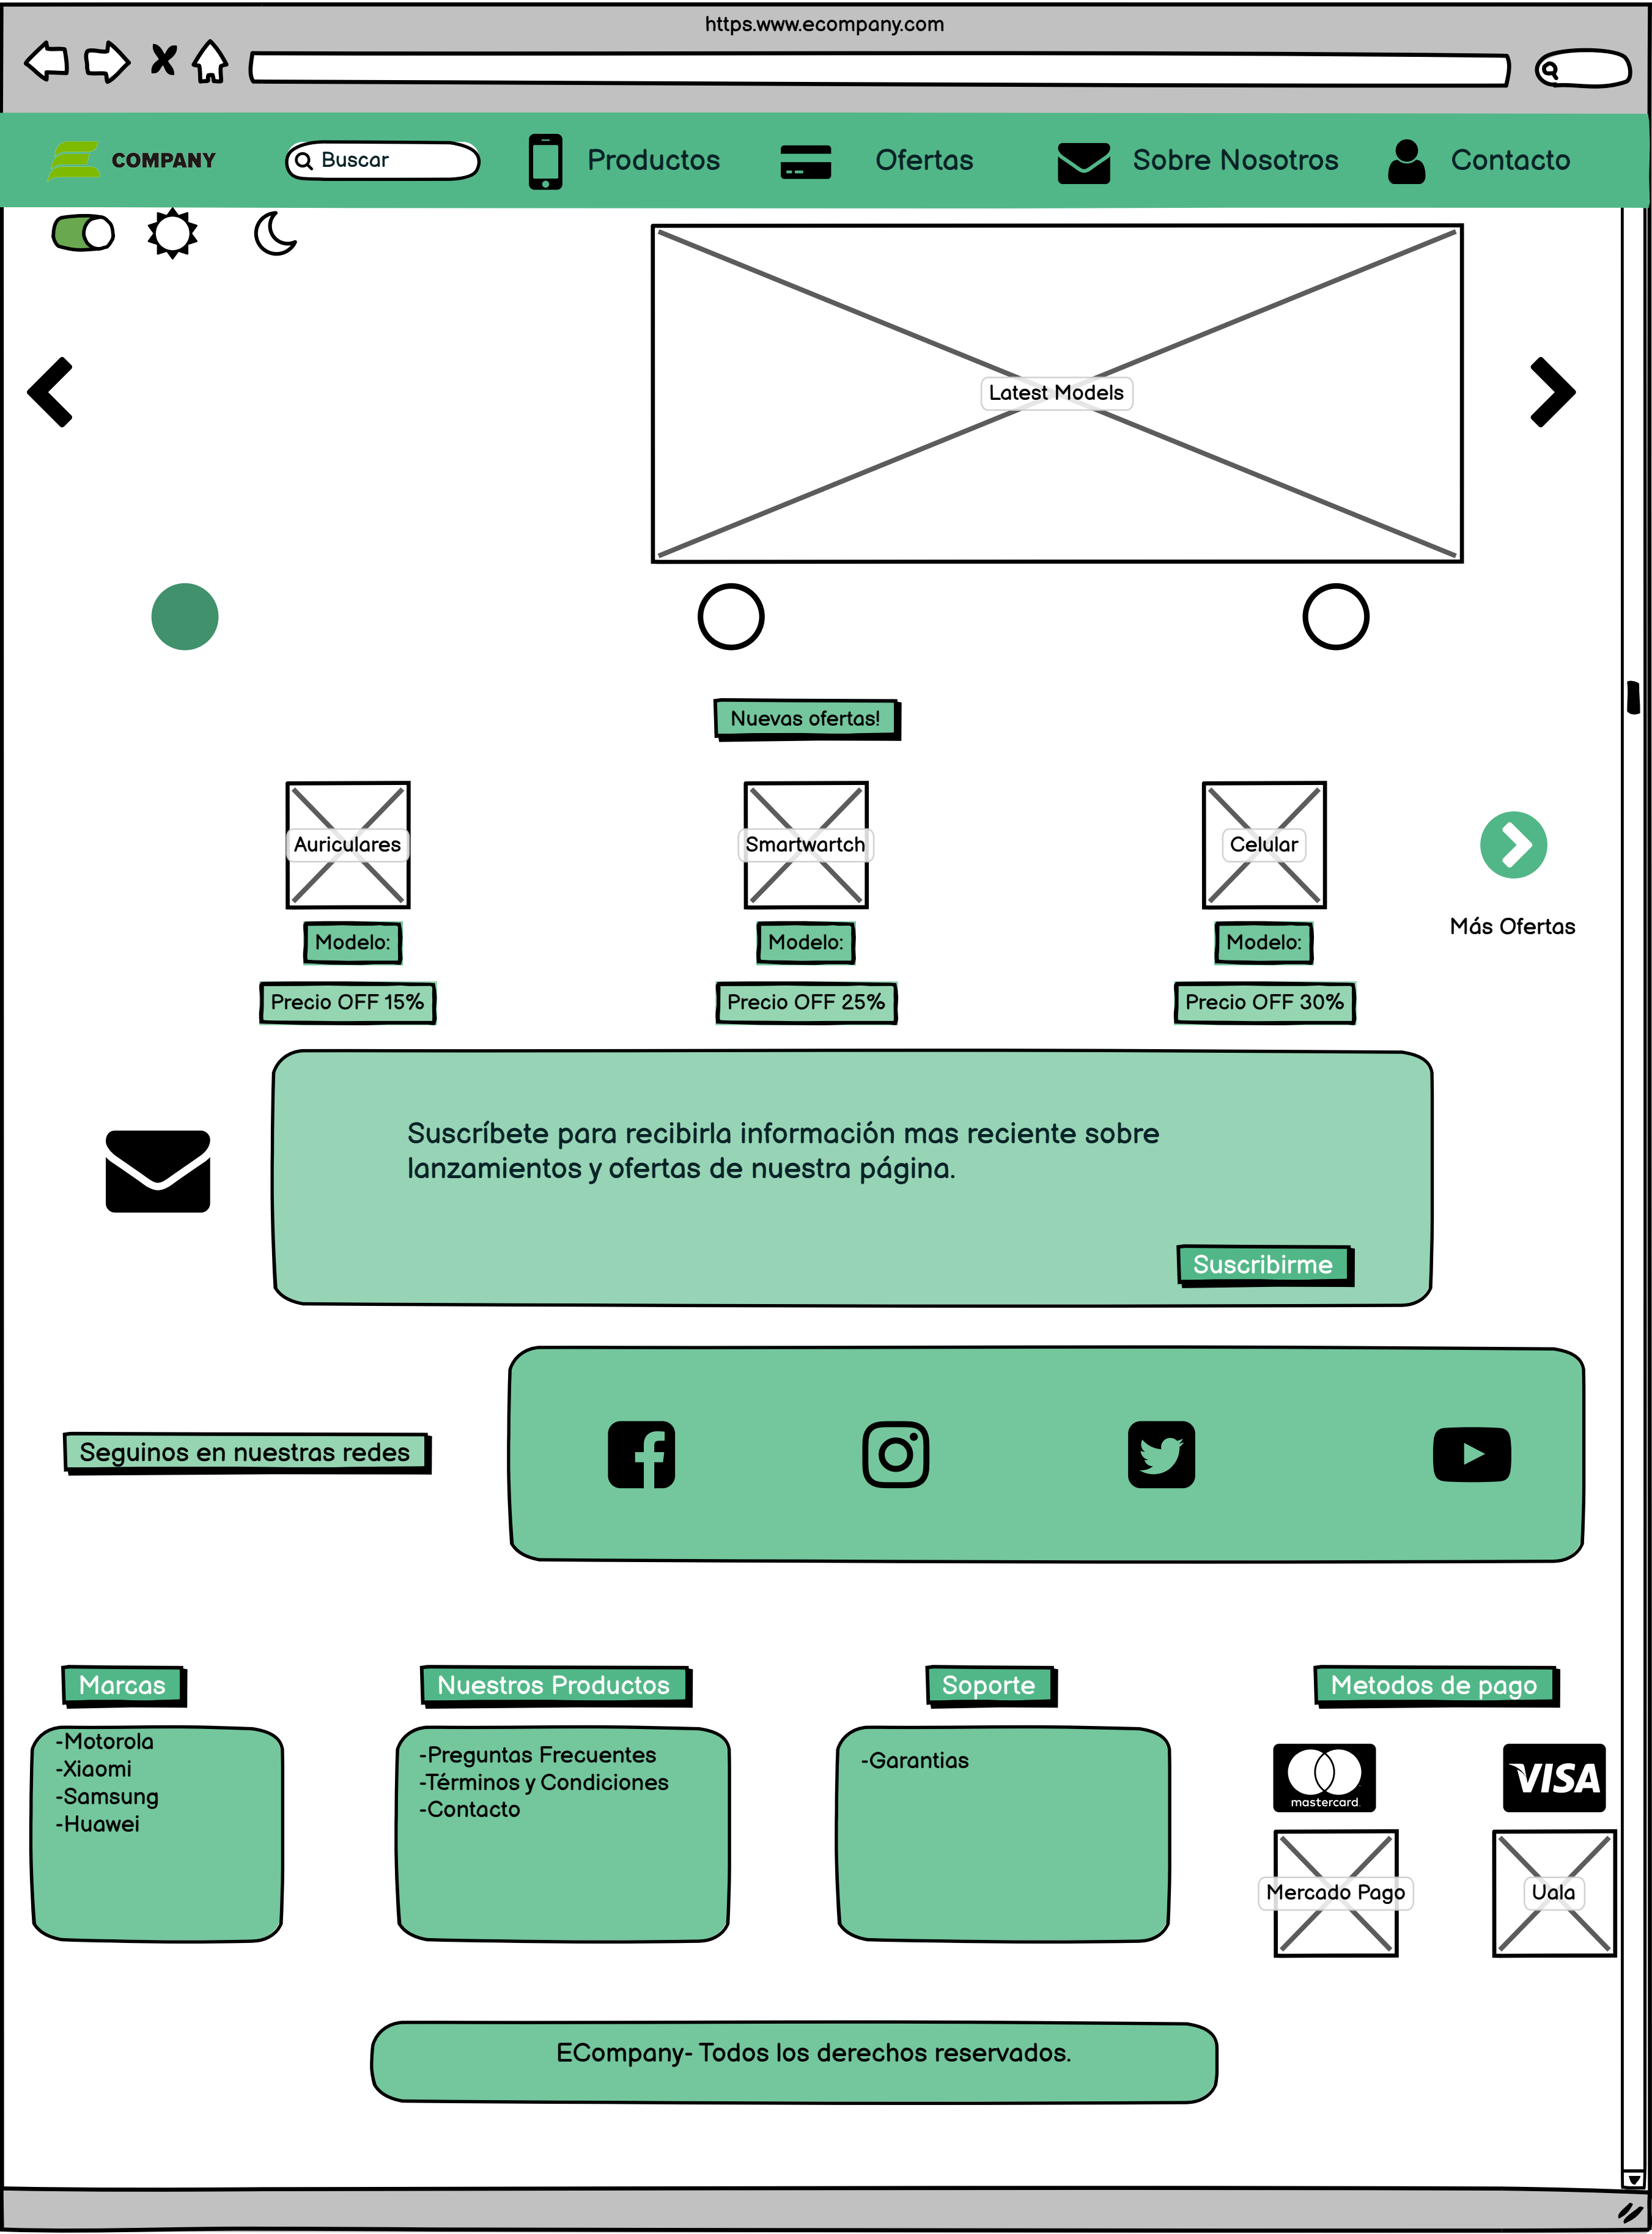 https.www.ecompany.com
COMPANY
Buscar
Productos
Ofertas
Sobre Nosotros
Contacto
Latest Models
Nuevas ofertas!
Auriculares
Smartwartch
Celular
Más Ofertas
Modelo:
Modelo:
Modelo:
Precio OFF 15%
Precio OFF 25%
Precio OFF 30%
Suscríbete para recibirla información mas reciente sobre
lanzamientos y ofertas de nuestra página.
Suscribirme
Seguinos en nuestras redes
Marcas
-Motorola
-Xiaomi
-Samsung
-Huawei
Nuestros Productos
-Preguntas Frecuentes
-Términos y Condiciones
-Contacto
Soporte
-Garantias
Metodos de pago
mastercard.
VISA
Mercado Pago
Uala
ECompany- Todos los derechos reservados.